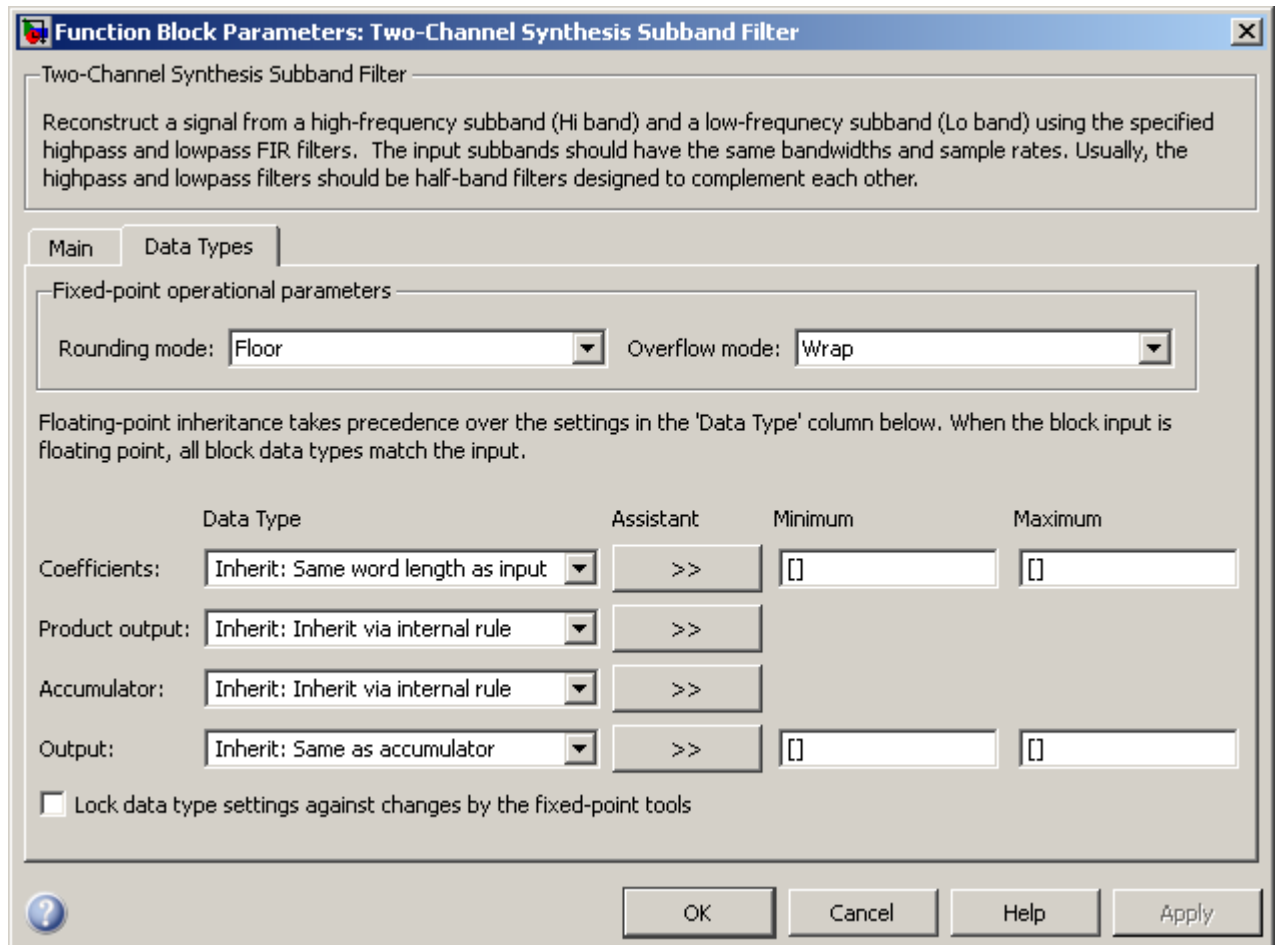 Function Block Parameters: Two-Channel Synthesis Subband Filter
Two-Channel Synthesis Subband Filter
Reconstruct a signal from a high-frequency subband (Hi band) and a low-frequnecy subband (Lo band) using the specified
highpass and lowpass FIR filters.  The input subbands should have the same bandwidths and sample rates. Usually, the
highpass and lowpass filters should be half-band filters designed to complement each other.
Main Data Types
Fixed-point operational parameters
Rounding mode: Floor Overflow mode: Wrap
Floating-point inheritance takes precedence over the settings in the 'Data Type' column below. When the block input is
floating point, all block data types match the input.
Data Type Assistant Minimum Maximum
Coefficients: Inherit: Same word length as input >> [] []
Product output: Inherit: Inherit via internal rule >>
Accumulator: Inherit: Inherit via internal rule >>
Output: Inherit: Same as accumulator >> [] []
Lock data type settings against changes by the fixed-point tools
? OK Cancel Help Apply